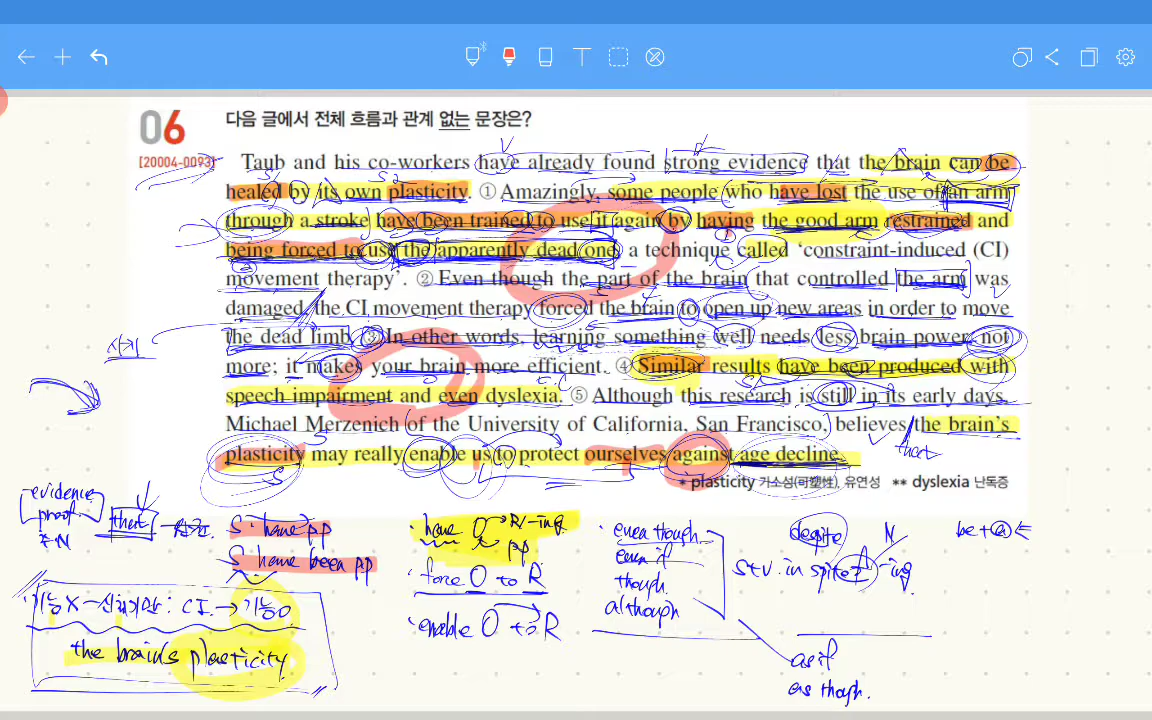 06
다음 글에서 전체 흐름과 관계 없는 문장은?
[20004-0093]
Taub and his co-workers have already found strong evidence that the brain can be
healed by its own plasticity. ① Amazingly, some people who have lost the use of an arm
through a stroke have been trained to use it again by having the good arm restrained and
being forced to use the apparently dead one, a technique called ‘constraint-induced (CI)
movement therapy’. ② Even though the part of the brain that controlled the arm was
damaged, the CI movement therapy forced the brain to open up new areas in order to move
the dead limb. ③ In other words, learning something well needs less brain power, not
more; it makes your brain more efficient. ④ Similar results have been produced with
speech impairment and even dyslexia. ⑤ Although this research is still in its early days,
Michael Merzenich (of the University of California, San Francisco,) believes the brain's
that
plasticity may really enable us to protect ourselves against age decline.
* plasticity 가소성(可塑性), 유연성 ** dyslexia 난독증
evidence
proof
that
S have pp
S have been pp
기능X
CI → 기능O
the brain's plasticity
have O R/-ing
pp
force O to R
enable O to R
even though
even if
though
although
despite N
S+V. in spite -ing
as if
as though.